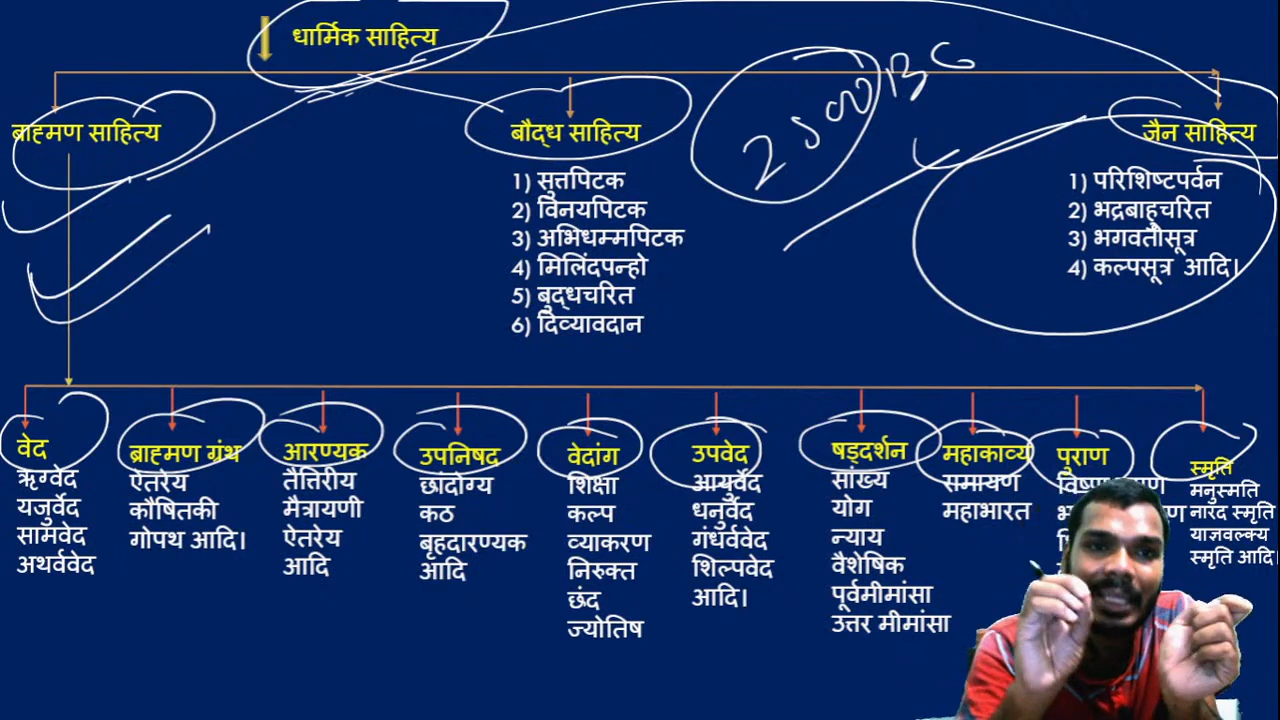 धार्मिक साहित्य
2500 BC
ब्राह्मण साहित्य
बौद्ध साहित्य
1) सुत्तपिटक
2) विनयपिटक
3) अभिधम्मपिटक
4) मिलिंदपन्हो
5) बुद्धचरित
6) दिव्यावदान
जैन साहित्य
1) परिशिष्टपर्वन
2) भद्रबाहुचरित
3) भगवतीसूत्र
4) कल्पसूत्र आदि।
वेद
ऋग्वेद
यजुर्वेद
सामवेद
अथर्ववेद
ब्राह्मण ग्रंथ
ऐतरेय
कौषितकी
गोपथ आदि।
आरण्यक
तैत्तिरीय
मैत्रायणी
ऐतरेय
आदि
उपनिषद
छांदोग्य
कठ
बृहदारण्यक
आदि
वेदांग
शिक्षा
कल्प
व्याकरण
निरुक्त
छंद
ज्योतिष
उपवेद
आयुर्वेद
धनुर्वेद
गंधर्ववेद
शिल्पवेद
आदि।
षड्दर्शन
सांख्य
योग
न्याय
वैशेषिक
पूर्वमीमांसा
उत्तर मीमांसा
महाकाव्य
महाभारत
पुराण
स्मृति
मनुस्मति
नारद स्मृति
याज्ञवल्क्य
स्मृति आदि